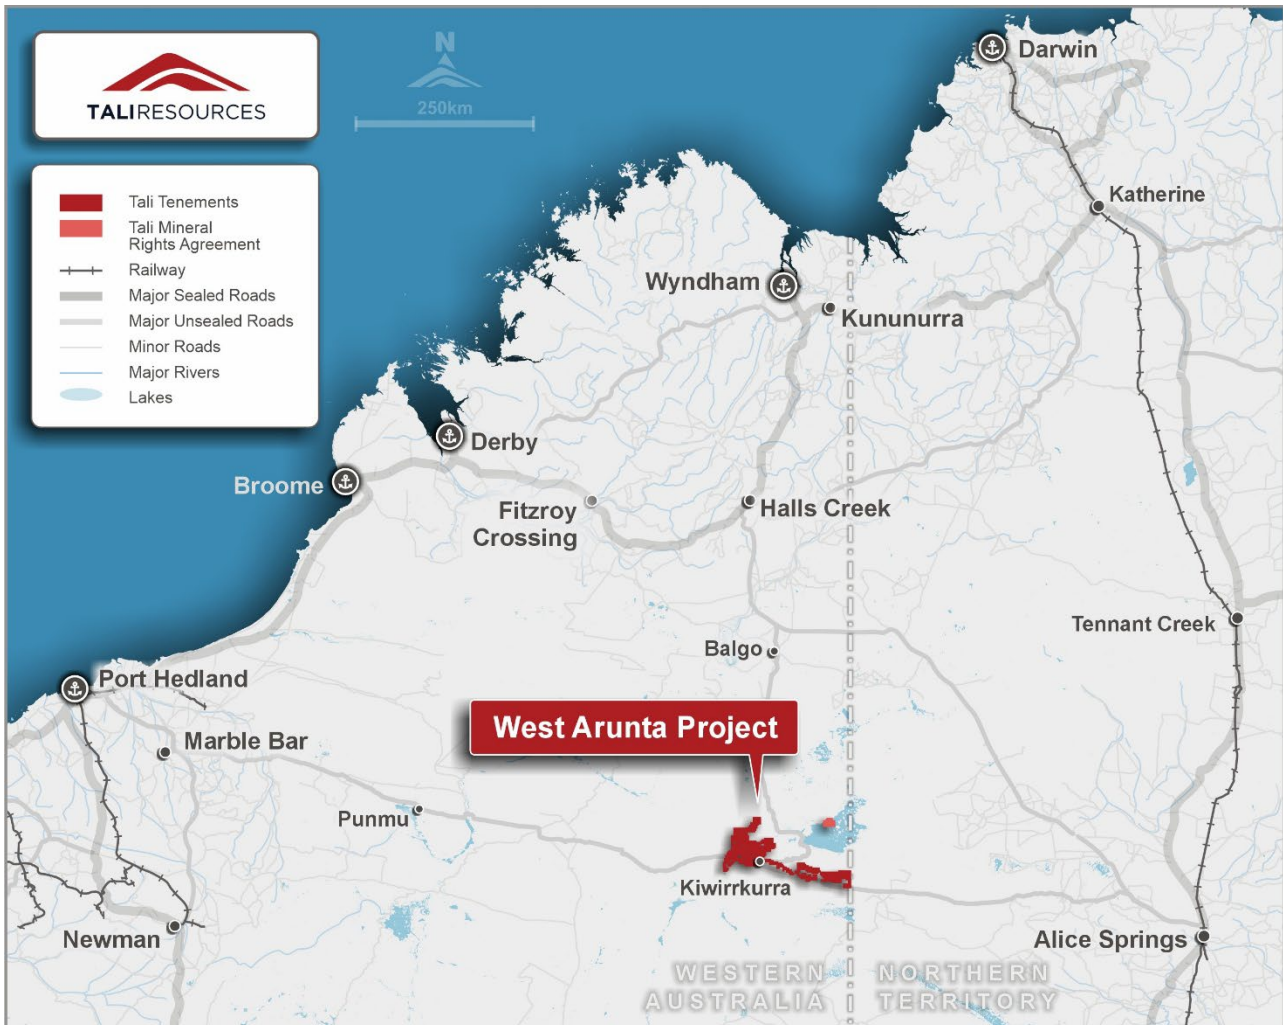 TALIRESOURCES
N
250km
Tali Tenements
Tali Mineral
Rights Agreement
Railway
Major Sealed Roads
Major Unsealed Roads
Minor Roads
Major Rivers
Lakes
Darwin
Katherine
Wyndham
Kununurra
Derby
Broome
Fitzroy
Crossing
Halls Creek
Tennant Creek
Balgo
Port Hedland
West Arunta Project
Marble Bar
Punmu
Kiwirrkurra
Newman
Alice Springs
WESTERN
AUSTRALIA
NORTHERN
TERRITORY